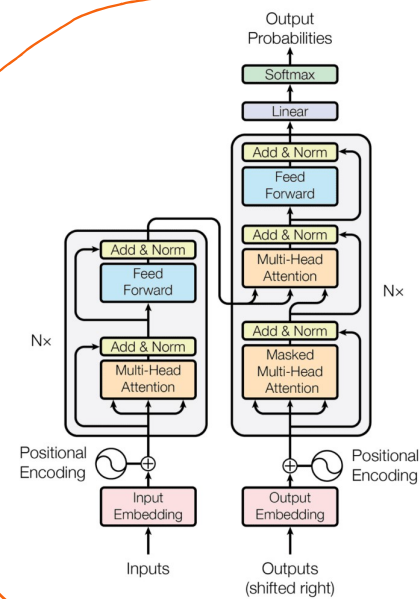 Output
Probabilities
Softmax
Linear
Add & Norm
Feed
Forward
Add & Norm
Multi-Head
Attention
Add & Norm
Masked
Multi-Head
Attention
N×
Add & Norm
Feed
Forward
N×
Add & Norm
Multi-Head
Attention
Positional
Encoding
Positional
Encoding
Input
Embedding
Output
Embedding
Inputs
Outputs
(shifted right)